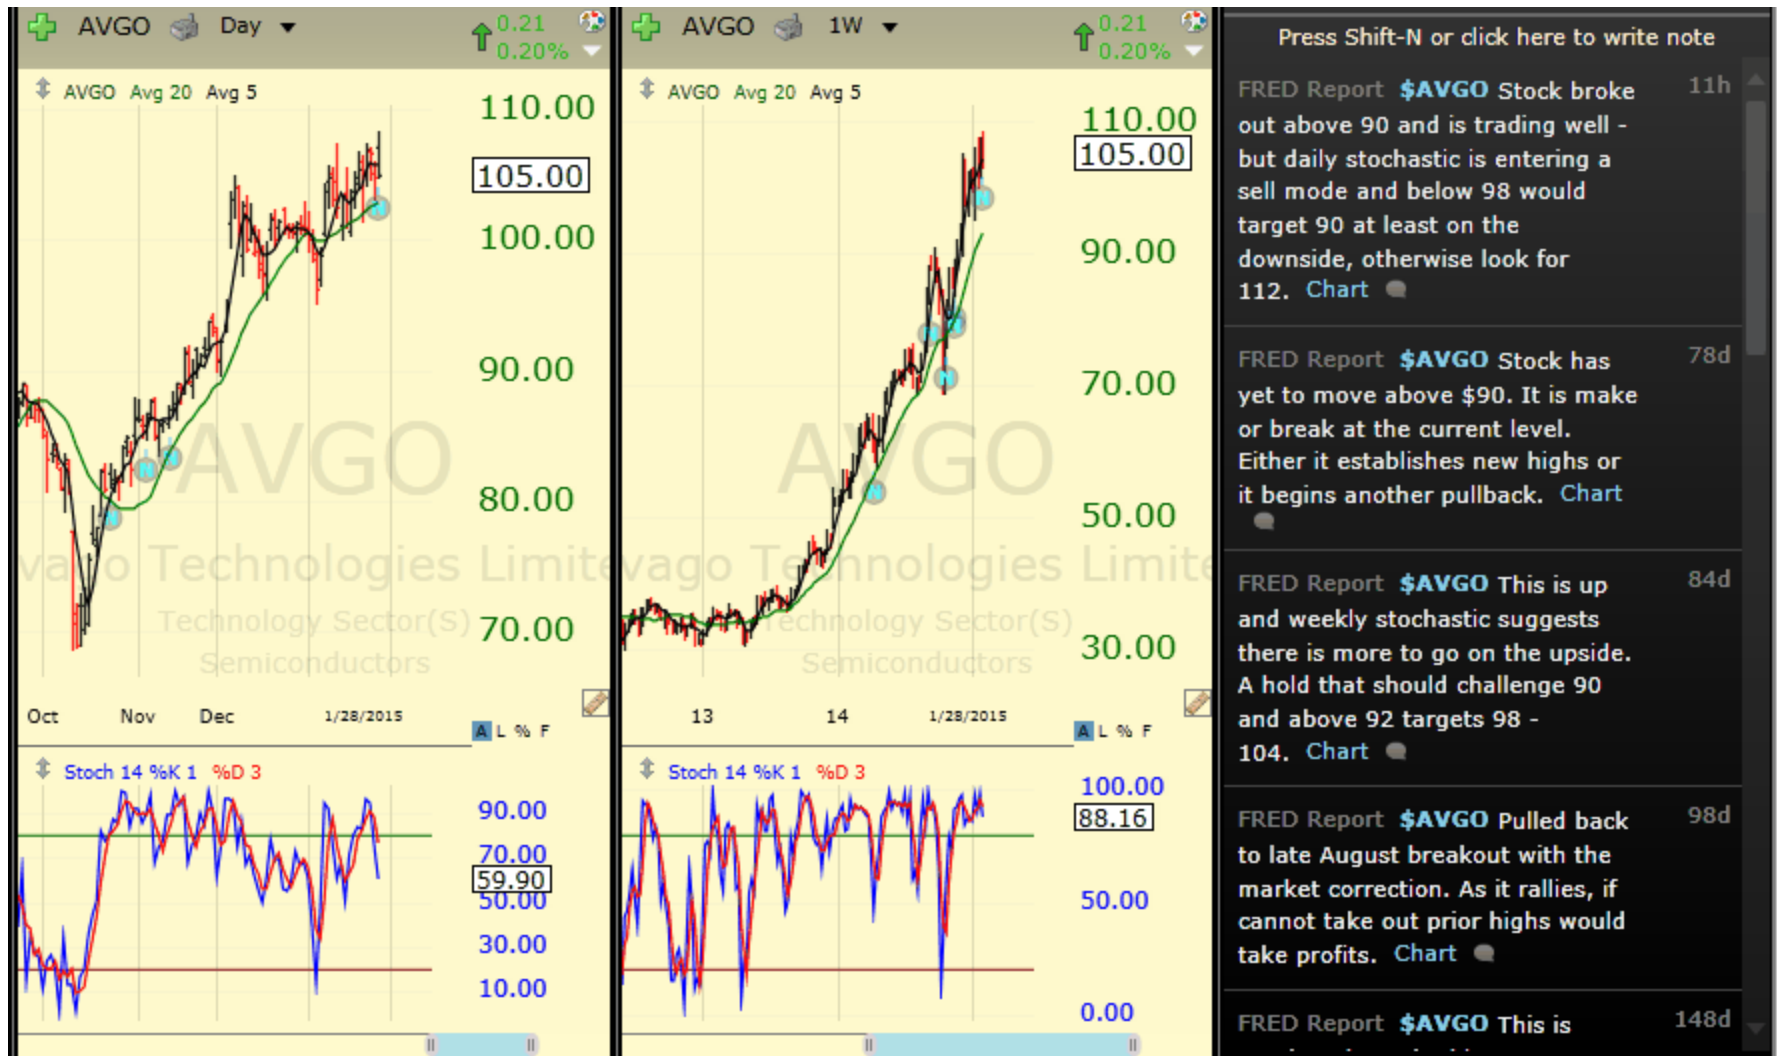 AVGO Day
0.21
0.20%
AVGO Avg 20 Avg 5
110.00
105.00
100.00
90.00
80.00
70.00
AVGO
vago Technologies Limite
Technology Sector(S)
Semiconductors
Oct Nov Dec 1/28/2015
A L % F
Stoch 14 %K 1 %D 3
90.00
70.00
59.90
50.00
30.00
10.00
AVGO 1W
0.21
0.20%
AVGO Avg 20 Avg 5
110.00
105.00
90.00
70.00
50.00
30.00
AVGO
vago Technologies Limite
Technology Sector(S)
Semiconductors
13 14 1/28/2015
A L % F
Stoch 14 %K 1 %D 3
100.00
88.16
50.00
0.00
N
N
N
N
N
N
N
N
N
Press Shift-N or click here to write note
FRED Report $AVGO Stock broke 11h
out above 90 and is trading well -
but daily stochastic is entering a
sell mode and below 98 would
target 90 at least on the
downside, otherwise look for
112. Chart
FRED Report $AVGO Stock has 78d
yet to move above $90. It is make
or break at the current level.
Either it establishes new highs or
it begins another pullback. Chart
FRED Report $AVGO This is up 84d
and weekly stochastic suggests
there is more to go on the upside.
A hold that should challenge 90
and above 92 targets 98 -
104. Chart
FRED Report $AVGO Pulled back 98d
to late August breakout with the
market correction. As it rallies, if
cannot take out prior highs would
take profits. Chart
FRED Report $AVGO This is 148d